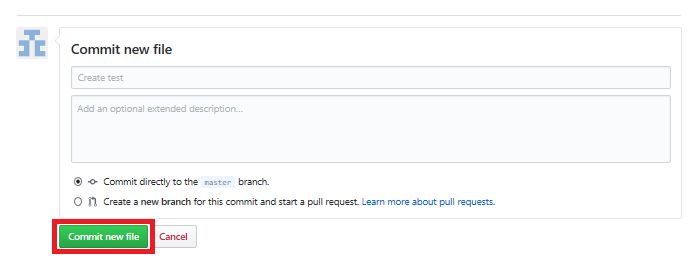 Commit new file
Create test
Add an optional extended description...
Commit directly to the master branch.
Create a new branch for this commit and start a pull request. Learn more about pull requests.
Commit new file Cancel